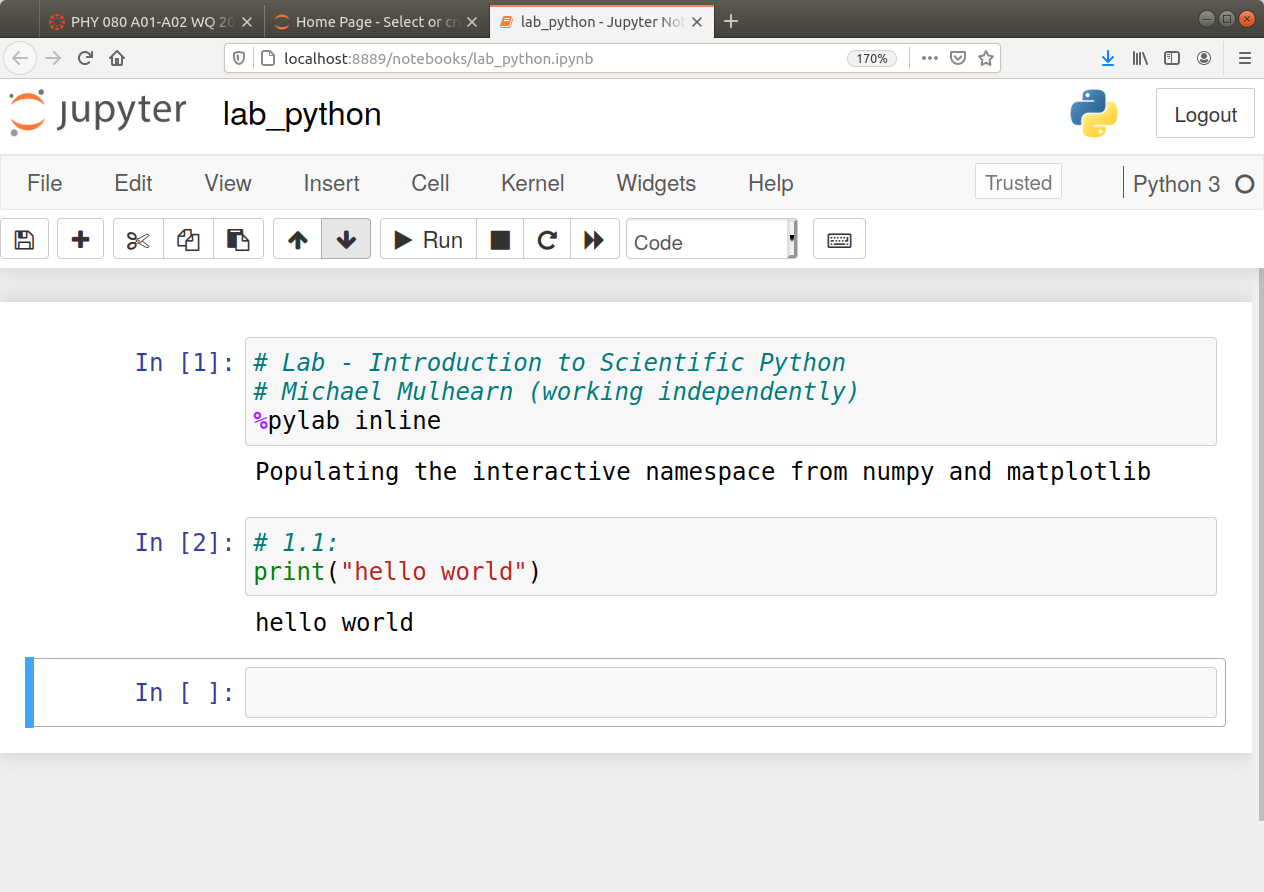 PHY 080 A01-A02 WQ 20
Home Page - Select or cre
lab_python - Jupyter Not
localhost:8889/notebooks/lab_python.ipynb
170%
jupyter
lab_python
Logout
File Edit View Insert Cell Kernel Widgets Help
Trusted
Python 3
Run
Code
In [1]:
# Lab - Introduction to Scientific Python
# Michael Mulhearn (working independently)
%pylab inline
Populating the interactive namespace from numpy and matplotlib
In [2]:
# 1.1:
print("hello world")
hello world
In [ ]: